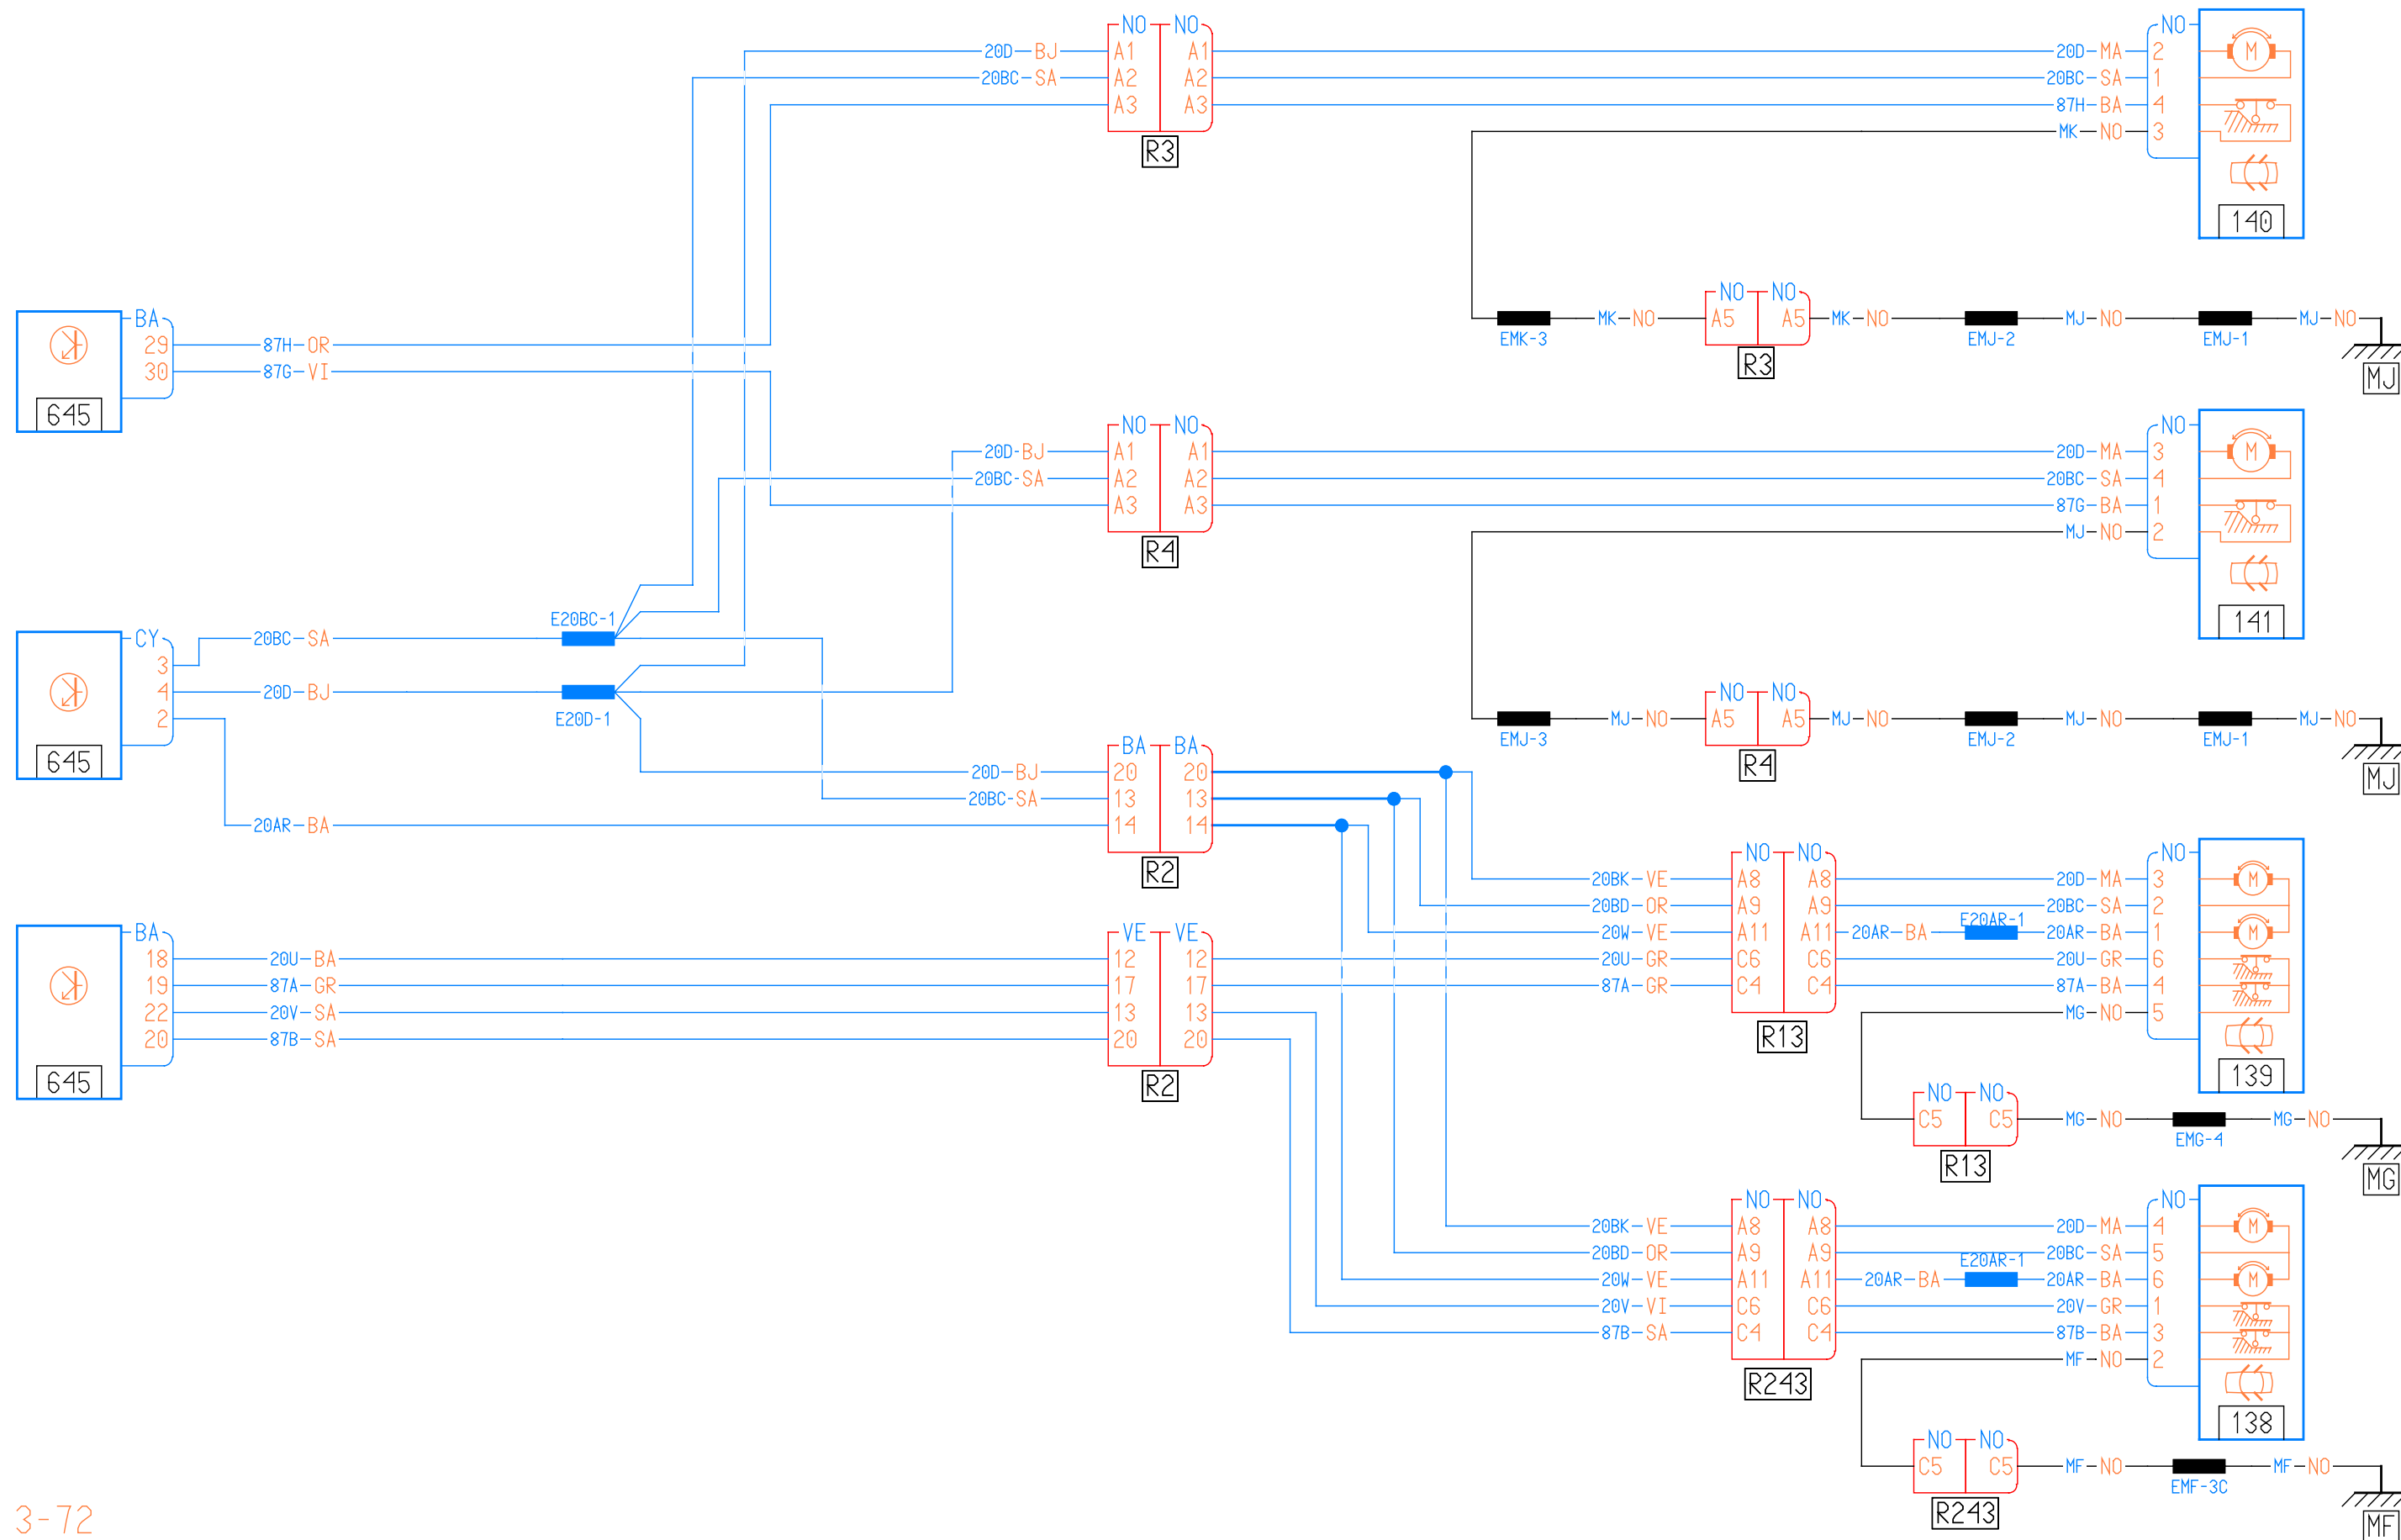 NO NO NO
20D BJ A1 A1 20D MA 2 M
20BC SA A2 A2 20BC SA 1
A3 A3 87H BA 4
MK NO 3
R3
140
BA NO NO
29 87H OR EMK-3 MK NO A5 A5 MK NO EMJ-2 MJ NO EMJ-1 MJ NO
30 87G VI R3 MJ
645
NO NO NO
20D BJ A1 A1 20D MA 3 M
20BC SA A2 A2 20BC SA 4
A3 A3 87G BA 1
MJ NO 2
R4
E20BC-1 141
CY 20BC SA
3
4 20D BJ NO NO
2 E20D-1 EMJ-3 MJ NO A5 A5 MJ NO EMJ-2 MJ NO EMJ-1 MJ NO
645 R4 MJ
BA BA
20D BJ 20 20
20BC SA 13 13
20AR BA 14 14
R2
NO NO NO
20BK VE A8 A8 20D MA 3 M
20BD OR A9 A9 20BC SA 2
BA VE VE 20W VE A11 A11 20AR BA E20AR-1 20AR BA 1 M
18 20U BA 12 12 20U GR C6 C6 20U GR 6
19 87A GR 17 17 87A GR C4 C4 87A BA 4
22 20V SA 13 13 MG NO 5
20 87B SA 20 20 R13
645 R2 139
NO NO
C5 C5 MG NO EMG-4 MG NO
R13 MG
NO NO NO
20BK VE A8 A8 20D MA 4 M
20BD OR A9 A9 20BC SA 5
20W VE A11 A11 20AR BA E20AR-1 20AR BA 6 M
20V VI C6 C6 20V GR 1
87B SA C4 C4 87B BA 3
MF NO 2
R243
138
NO NO
C5 C5 MF NO EMF-3C MF NO
R243 MF
3-72